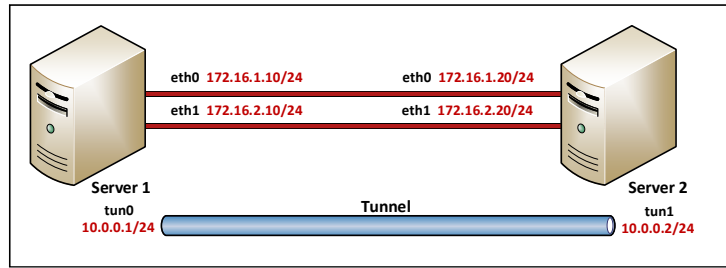 eth0 172.16.1.10/24 eth0 172.16.1.20/24
eth1 172.16.2.10/24 eth1 172.16.2.20/24
Server 1 Server 2
tun0 Tunnel tun1
10.0.0.1/24 10.0.0.2/24